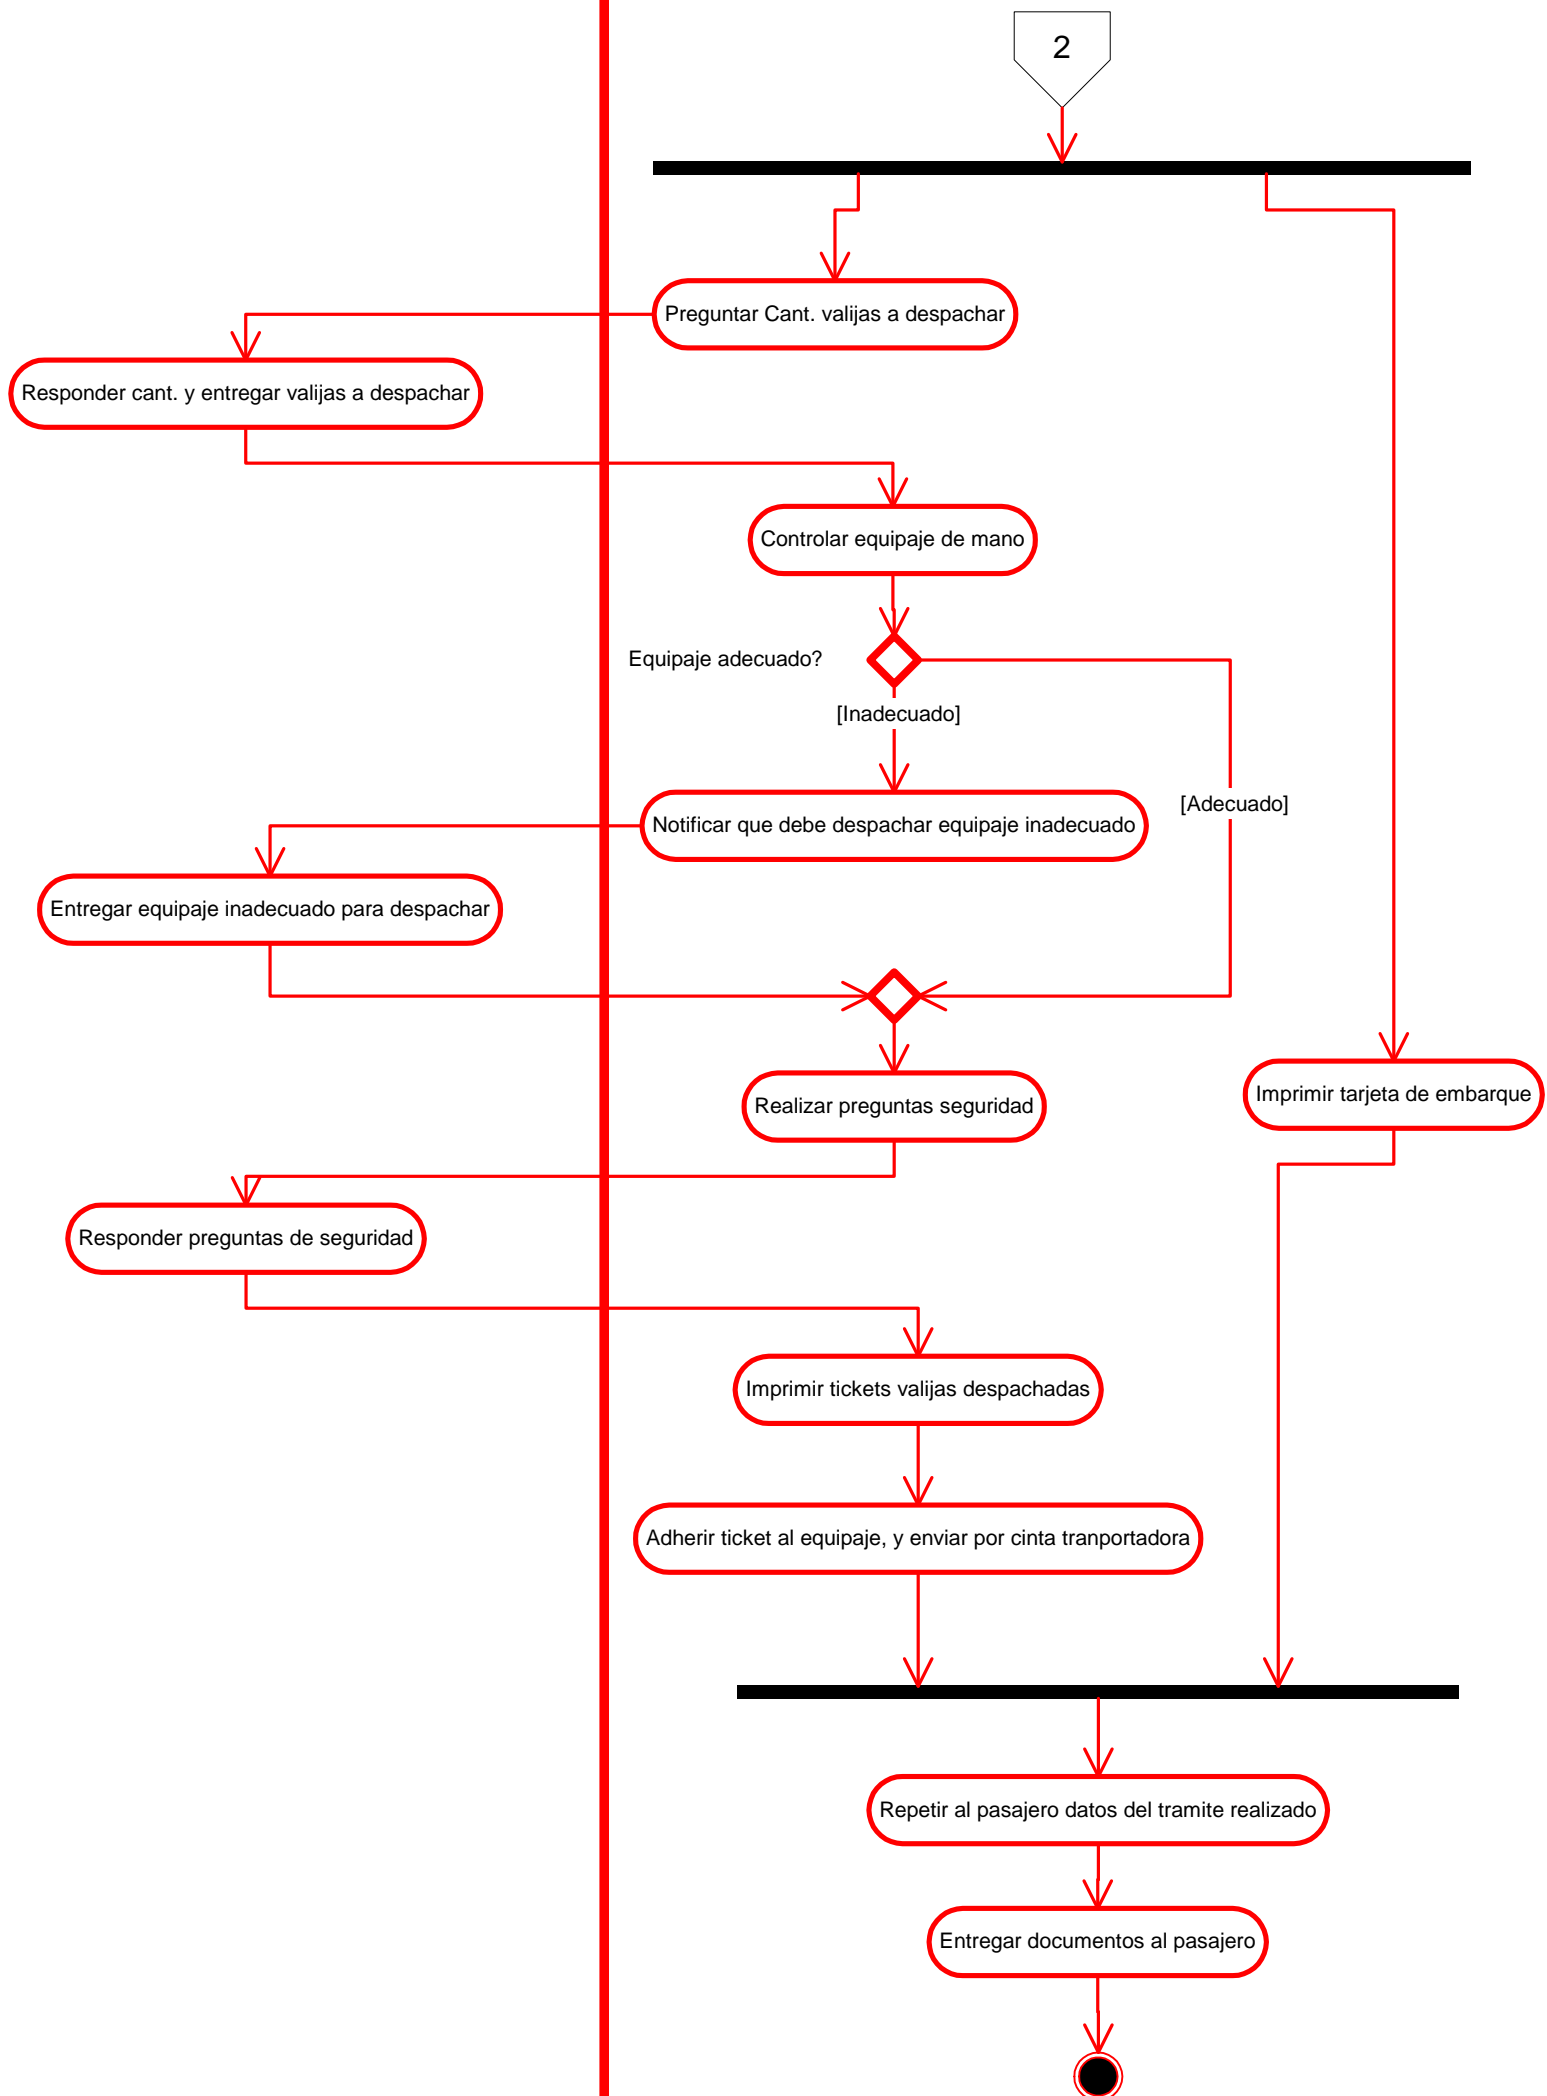 2
Preguntar Cant. valijas a despachar
Responder cant. y entregar valijas a despachar
Controlar equipaje de mano
Equipaje adecuado?
[Inadecuado]
[Adecuado]
Notificar que debe despachar equipaje inadecuado
Entregar equipaje inadecuado para despachar
Realizar preguntas seguridad
Imprimir tarjeta de embarque
Responder preguntas de seguridad
Imprimir tickets valijas despachadas
Adherir ticket al equipaje, y enviar por cinta tranportadora
Repetir al pasajero datos del tramite realizado
Entregar documentos al pasajero